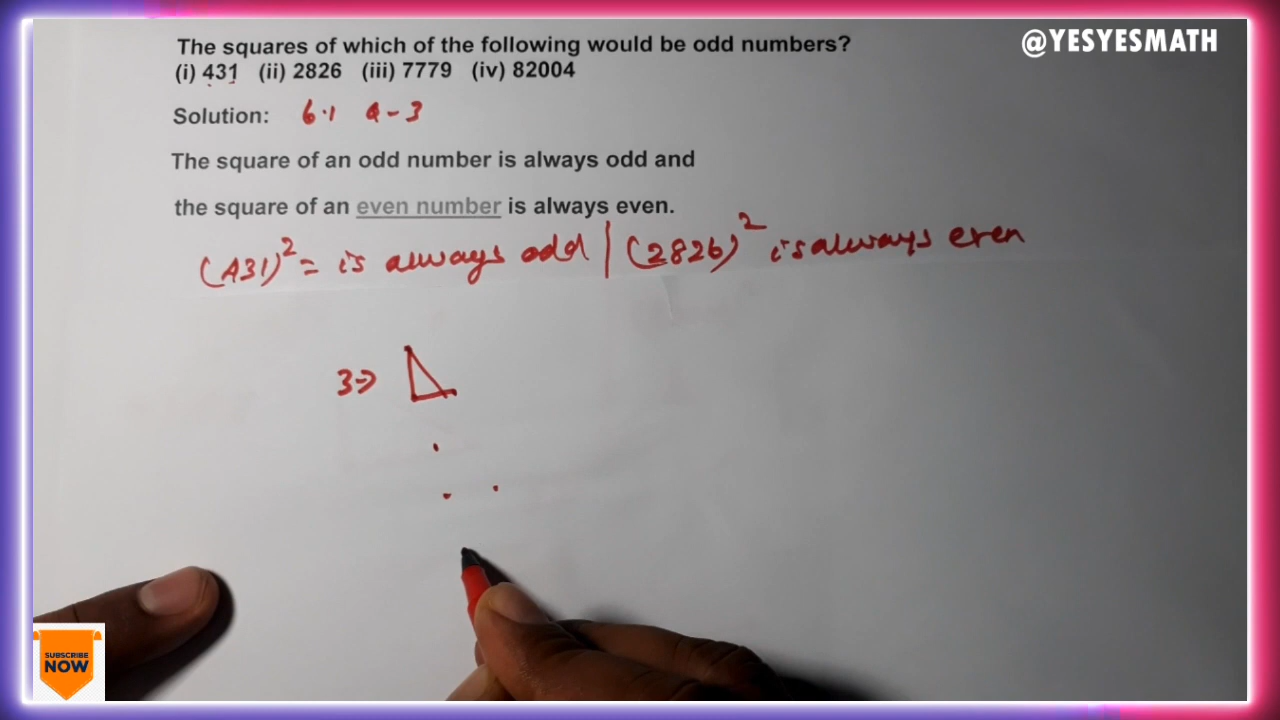 @YESYESMATH
The squares of which of the following would be odd numbers?
(i) 431 (ii) 2826 (iii) 7779 (iv) 82004
Solution: 6.1 Q-3
The square of an odd number is always odd and
the square of an even number is always even.
(431)² = is always odd | (2826)² is always even
3→
SUBSCRIBE
NOW